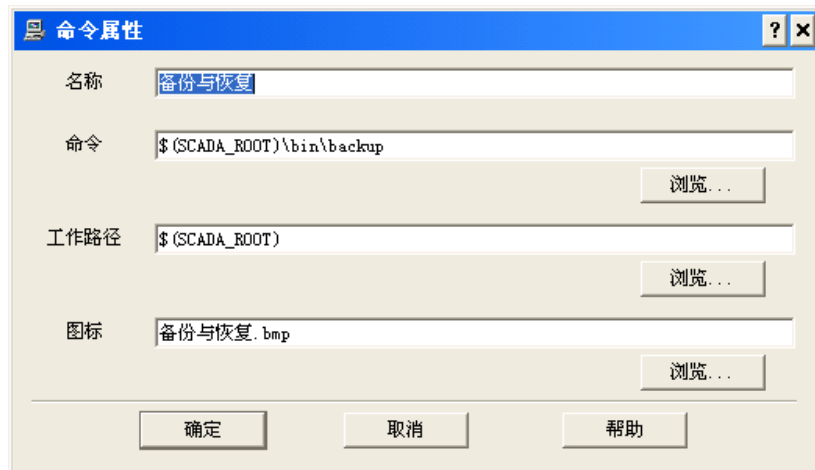 命令属性
名称 备份与恢复
命令 $(SCADA_ROOT)\bin\backup
浏览...
工作路径 $(SCADA_ROOT)
浏览...
图标 备份与恢复.bmp
浏览...
确定 取消 帮助